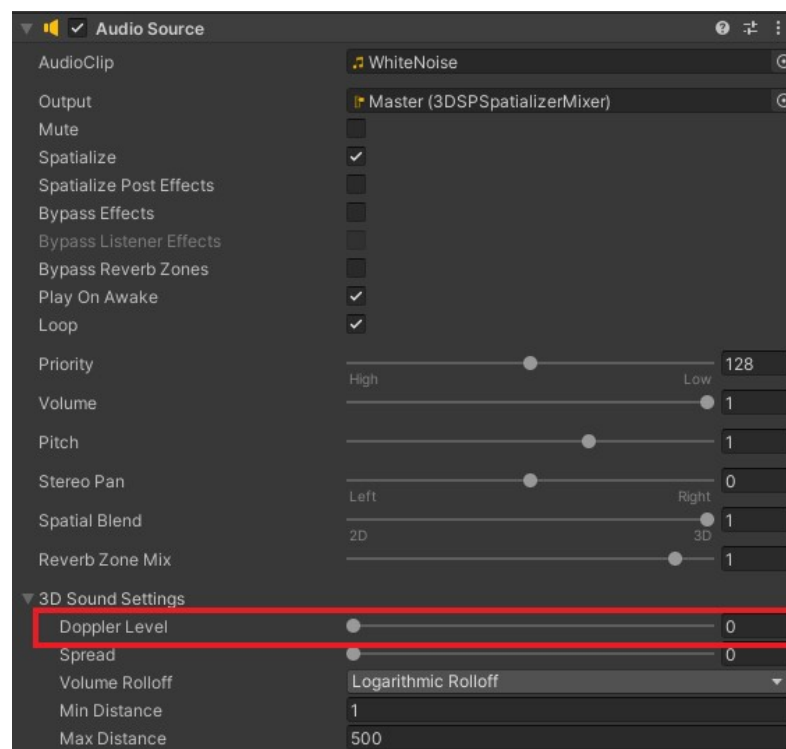 Audio Source
AudioClip WhiteNoise
Output Master (3DSPSpatializerMixer)
Mute
Spatialize
Spatialize Post Effects
Bypass Effects
Bypass Listener Effects
Bypass Reverb Zones
Play On Awake
Loop
Priority 128
High Low
Volume 1
Pitch 1
Stereo Pan 0
Left Right
Spatial Blend 1
2D 3D
Reverb Zone Mix 1
3D Sound Settings
Doppler Level 0
Spread 0
Volume Rolloff Logarithmic Rolloff
Min Distance 1
Max Distance 500